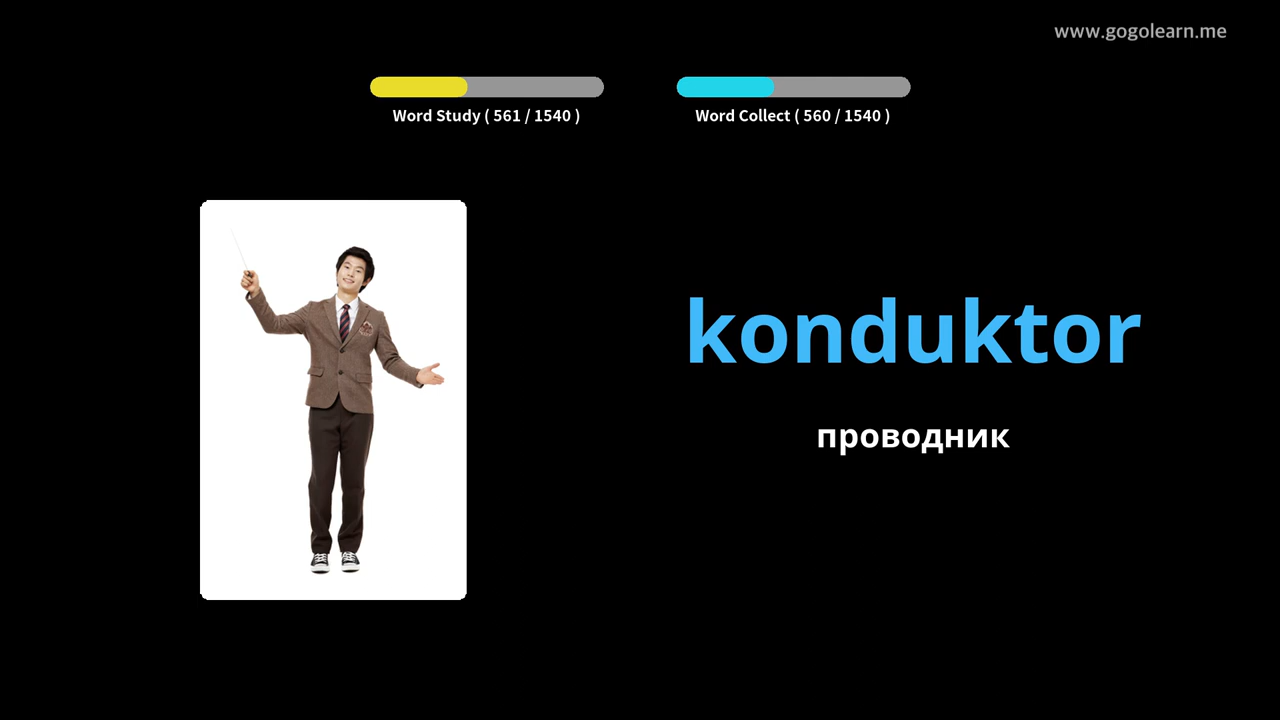 www.gogolearn.me
Word Study ( 561 / 1540 )
Word Collect ( 560 / 1540 )
konduktor
проводник